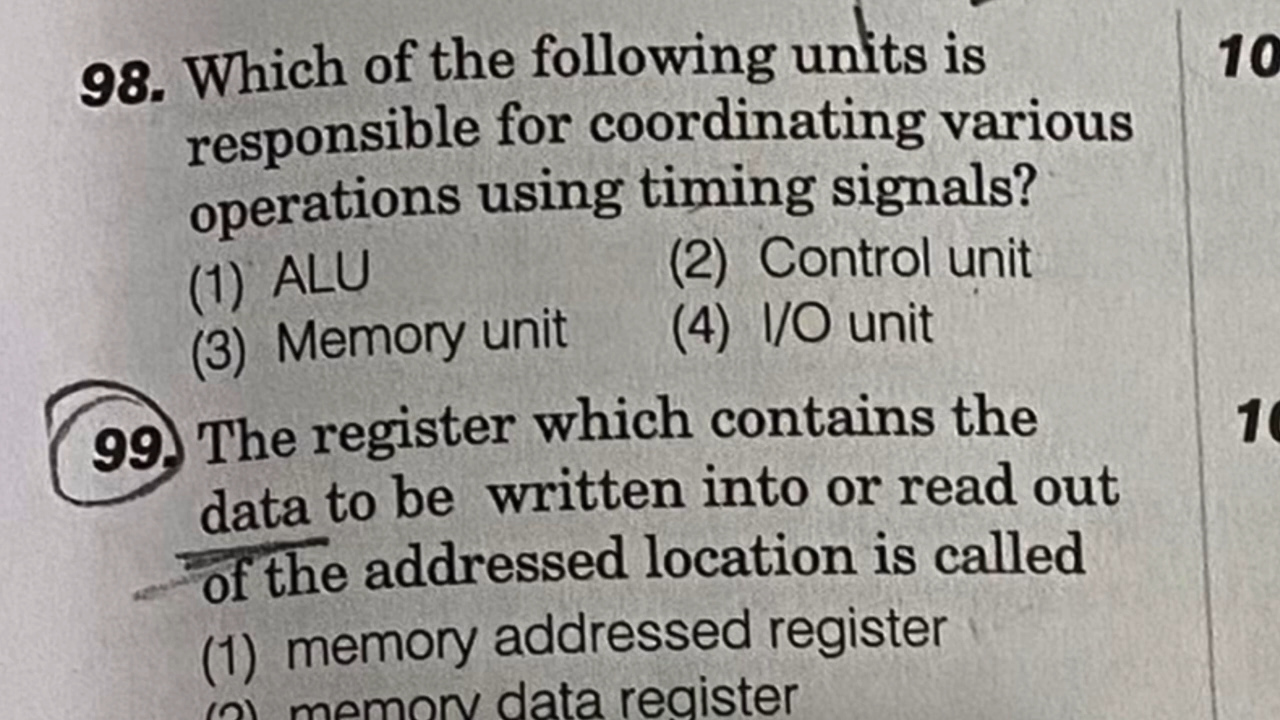 98. Which of the following units is
responsible for coordinating various
operations using timing signals?
(1) ALU (2) Control unit
(3) Memory unit (4) I/O unit
99. The register which contains the
data to be written into or read out
of the addressed location is called
(1) memory addressed register
(2) memory data register
10